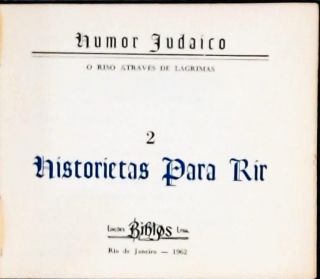 Humor Judaico
O RISO ATRAVÉS DE LÁGRIMAS
2
Historietas Para Rir
Edições Biblos Ltda.
Rio de Janeiro — 1962